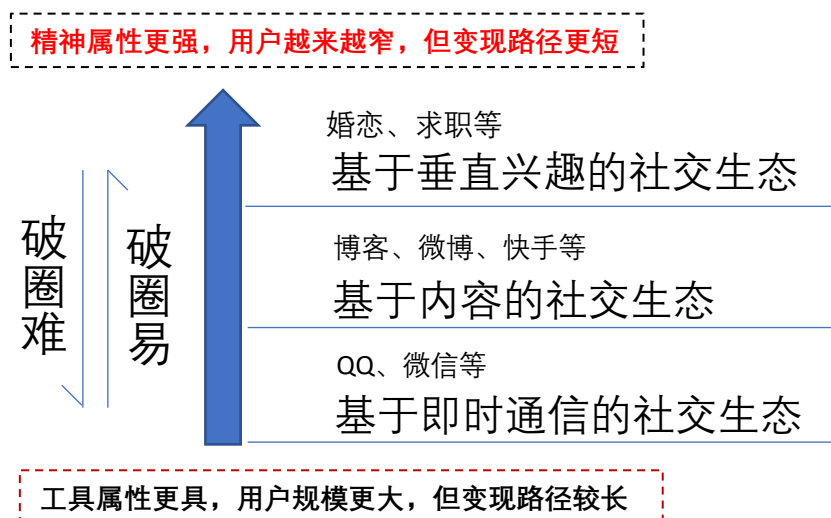 精神属性更强，用户越来越窄，但变现路径更短
婚恋、求职等
基于垂直兴趣的社交生态
破圈难
破圈易
博客、微博、快手等
基于内容的社交生态
QQ、微信等
基于即时通信的社交生态
工具属性更具，用户规模更大，但变现路径较长